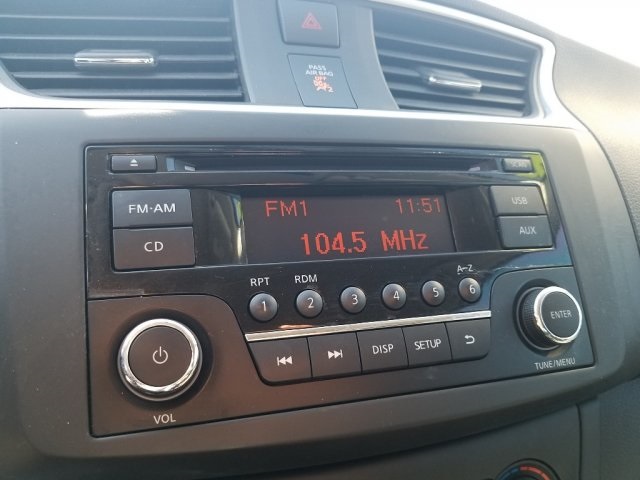 PASS
AIR BAG
OFF
2
FM·AM
CD
FM1 11:51
104.5 MHz
USB
AUX
RPT RDM A-Z
1 2 3 4 5 6
DISP SETUP
ENTER
VOL
TUNE/MENU